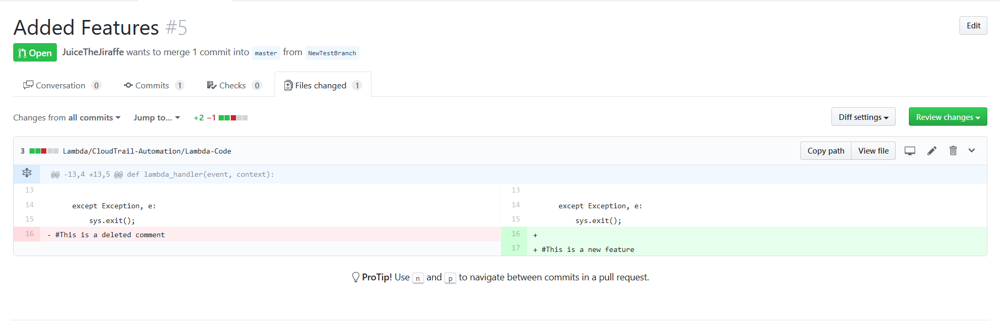 Added Features #5
Edit
Open JuiceTheJiraffe wants to merge 1 commit into master from NewTestBranch
Conversation 0 Commits 1 Checks 0 Files changed 1
Changes from all commits Jump to... +2 −1 Diff settings Review changes
3 Lambda/CloudTrail-Automation/Lambda-Code Copy path View file
@@ -13,4 +13,5 @@ def lambda_handler(event, context):
13 13
14 except Exception, e: 14 except Exception, e:
15 sys.exit(); 15 sys.exit();
16 - #This is a deleted comment 16 +
17 + #This is a new feature
ProTip! Use n and p to navigate between commits in a pull request.